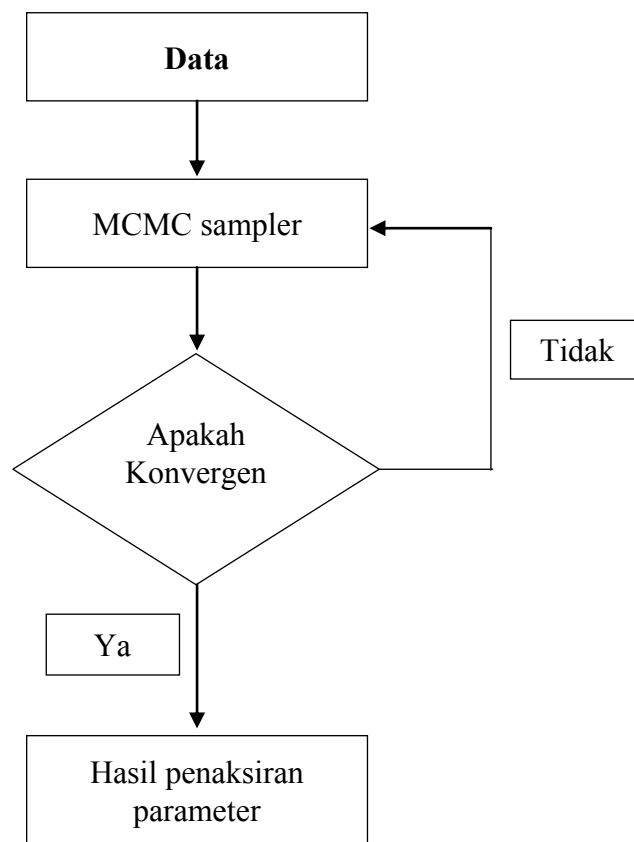 Data
MCMC sampler
Tidak
Apakah
Konvergen
Ya
Hasil penaksiran
parameter